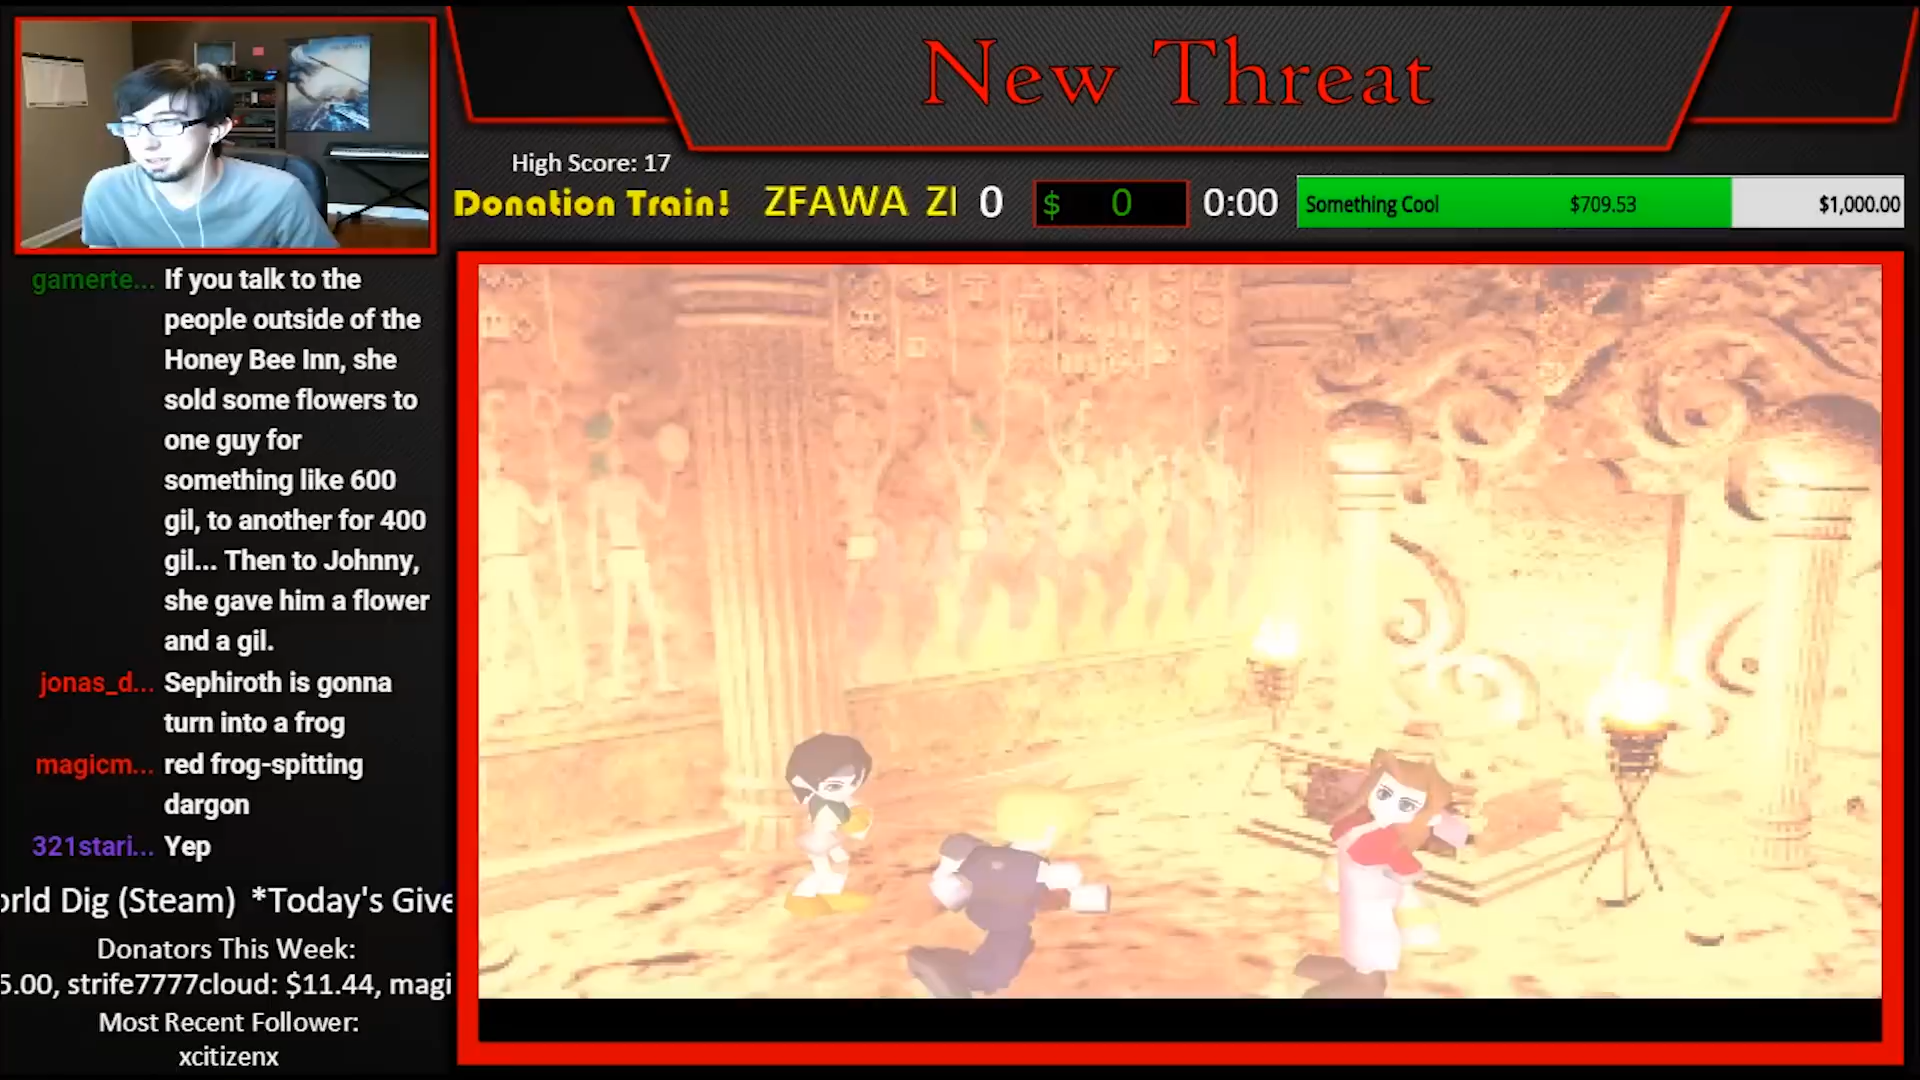 New Threat
High Score: 17
Donation Train! ZFAWA ZI 0 $ 0 0:00 Something Cool $709.53 $1,000.00
gamerte... If you talk to the
people outside of the
Honey Bee Inn, she
sold some flowers to
one guy for
something like 600
gil, to another for 400
gil... Then to Johnny,
she gave him a flower
and a gil.
jonas_d... Sephiroth is gonna
turn into a frog
magicm... red frog-spitting
dargon
321stari... Yep
orld Dig (Steam) *Today's Give
Donators This Week:
5.00, strife7777cloud: $11.44, magi
Most Recent Follower:
xcitizenx